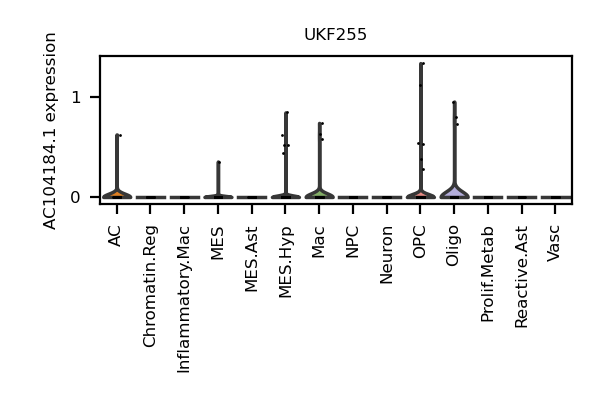 UKF255
AC104184.1 expression
1
0
AC
Chromatin.Reg
Inflammatory.Mac
MES
MES.Ast
MES.Hyp
Mac
NPC
Neuron
OPC
Oligo
Prolif.Metab
Reactive.Ast
Vasc